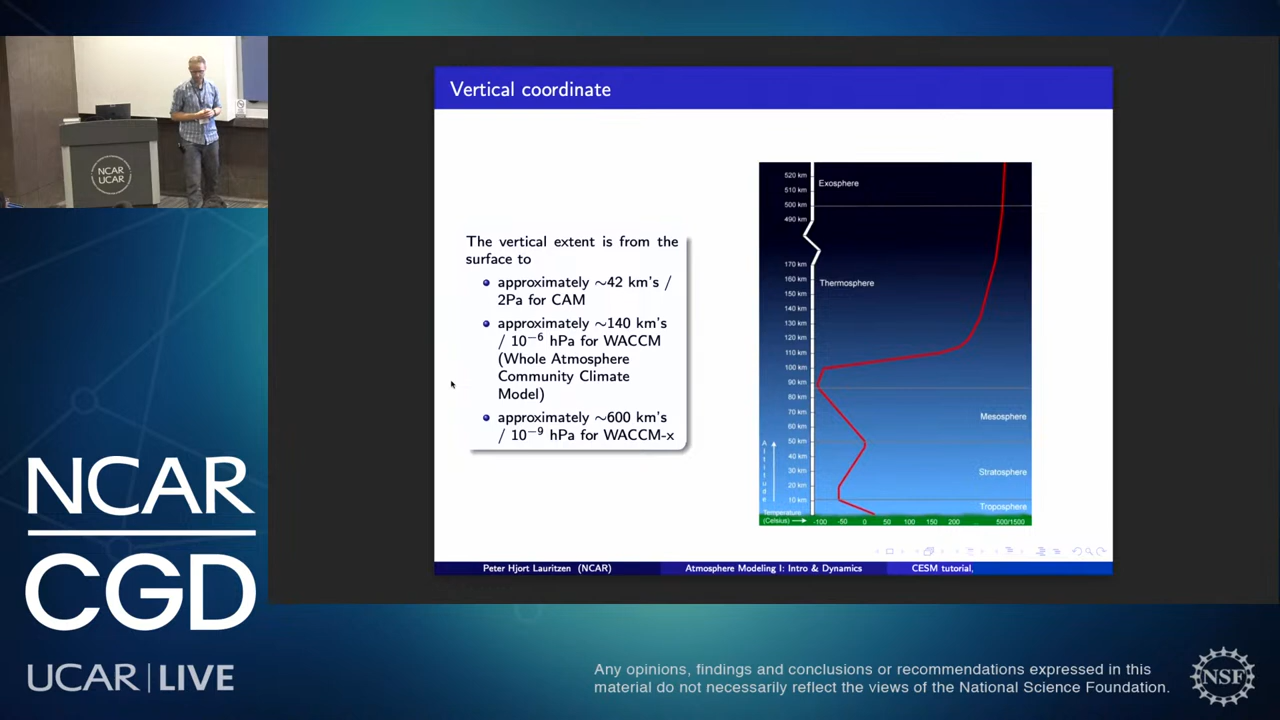 NCAR
UCAR
Vertical coordinate
The vertical extent is from the
surface to
approximately ~42 km's /
2Pa for CAM
approximately ~140 km's
/ 10⁻⁶ hPa for WACCM
(Whole Atmosphere
Community Climate
Model)
approximately ~600 km's
/ 10⁻⁹ hPa for WACCM-x
520 km
510 km
500 km
490 km
170 km
160 km
150 km
140 km
130 km
120 km
110 km
100 km
90 km
80 km
70 km
60 km
50 km
40 km
30 km
20 km
10 km
Exosphere
Thermosphere
Mesosphere
Stratosphere
Troposphere
Altitude
Temperature
(Celsius)
-100 -50 0 50 100 150 200 500/1500
Peter Hjort Lauritzen (NCAR) Atmosphere Modeling I: Intro & Dynamics CESM tutorial,
NCAR
CGD
UCAR | LIVE
Any opinions, findings and conclusions or recommendations expressed in this
material do not necessarily reflect the views of the National Science Foundation.
NSF